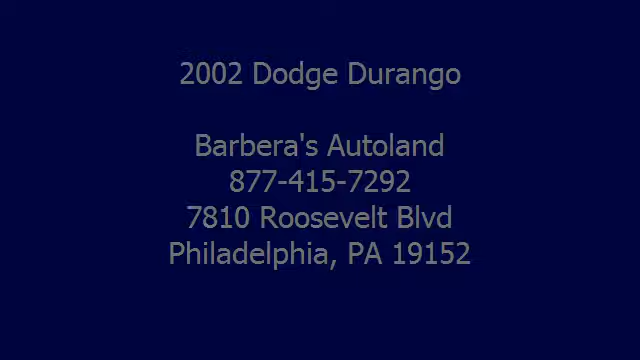 2002 Dodge Durango
Barbera's Autoland
877-415-7292
7810 Roosevelt Blvd
Philadelphia, PA 19152